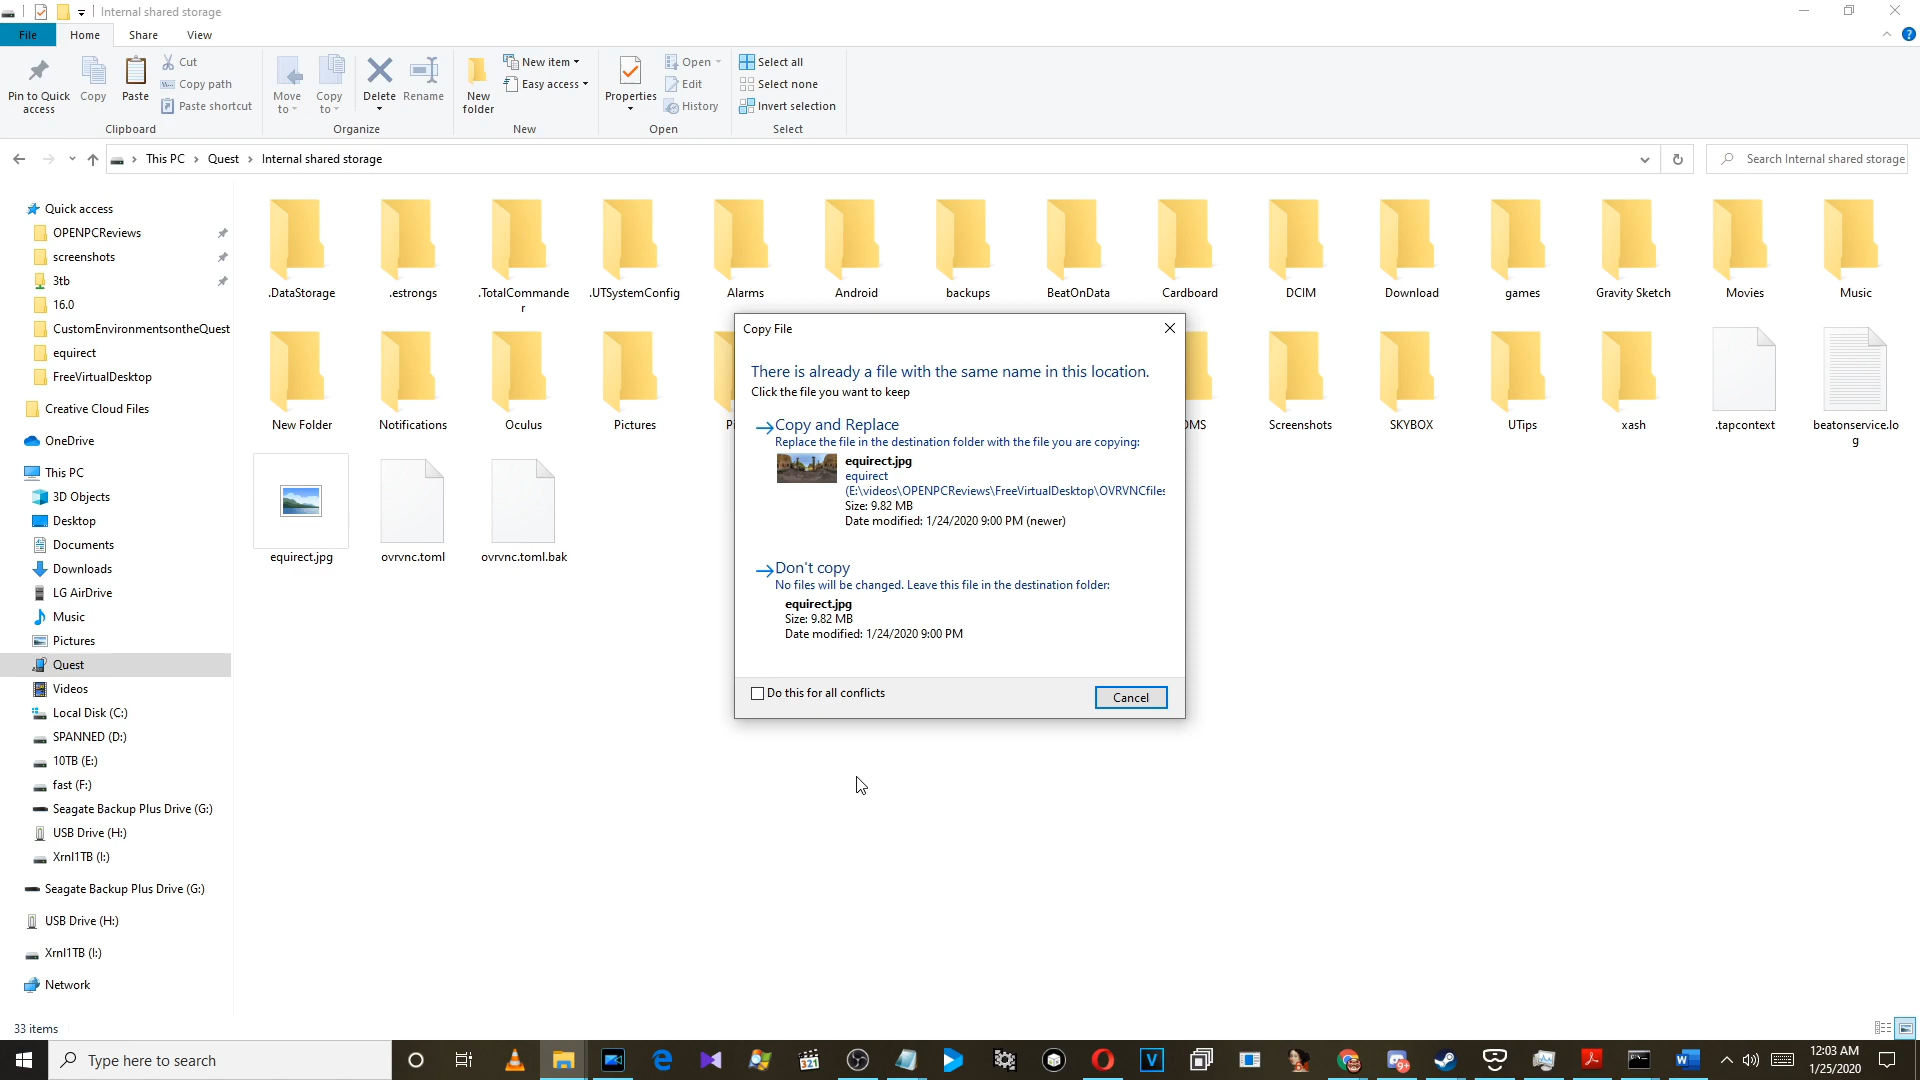 Internal shared storage
File
Home
Share
View
Pin to Quick
access
Copy
Paste
Cut
Copy path
Paste shortcut
Clipboard
Move
to
Copy
to
Delete
Rename
Organize
New
folder
New item
Easy access
New
Properties
Open
Edit
History
Open
Select all
Select none
Invert selection
Select
This PC
Quest
Internal shared storage
Search Internal shared storage
Quick access
OPENPCReviews
screenshots
3tb
16.0
CustomEnvironmentsontheQuest
equirect
FreeVirtualDesktop
Creative Cloud Files
OneDrive
This PC
3D Objects
Desktop
Documents
Downloads
LG AirDrive
Music
Pictures
Quest
Videos
Local Disk (C:)
SPANNED (D:)
10TB (E:)
fast (F:)
Seagate Backup Plus Drive (G:)
USB Drive (H:)
Xrnl1TB (I:)
Seagate Backup Plus Drive (G:)
USB Drive (H:)
Xrnl1TB (I:)
Network
.DataStorage
.estrongs
.TotalCommande
r
.UTSystemConfig
Alarms
Android
backups
BeatOnData
Cardboard
DCIM
Download
games
Gravity Sketch
Movies
Music
New Folder
Notifications
Oculus
Pictures
OMS
Screenshots
SKYBOX
UTips
xash
.tapcontext
beatonservice.lo
g
equirect.jpg
ovrvnc.toml
ovrvnc.toml.bak
Copy File
There is already a file with the same name in this location.
Click the file you want to keep
Copy and Replace
Replace the file in the destination folder with the file you are copying:
equirect.jpg
equirect
(E:\videos\OPENPCReviews\FreeVirtualDesktop\OVRVNCfiles
Size: 9.82 MB
Date modified: 1/24/2020 9:00 PM (newer)
Don't copy
No files will be changed. Leave this file in the destination folder:
equirect.jpg
Size: 9.82 MB
Date modified: 1/24/2020 9:00 PM
Do this for all conflicts
Cancel
33 items
Type here to search
12:03 AM
1/25/2020